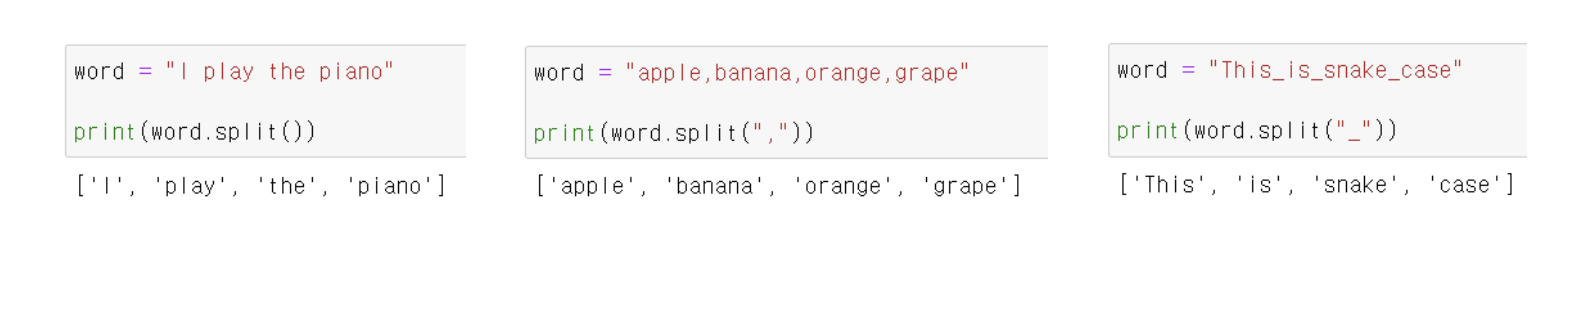 word = "I play the piano"
print(word.split())
['I', 'play', 'the', 'piano']
word = "apple,banana,orange,grape"
print(word.split(","))
['apple', 'banana', 'orange', 'grape']
word = "This_is_snake_case"
print(word.split("_"))
['This', 'is', 'snake', 'case']